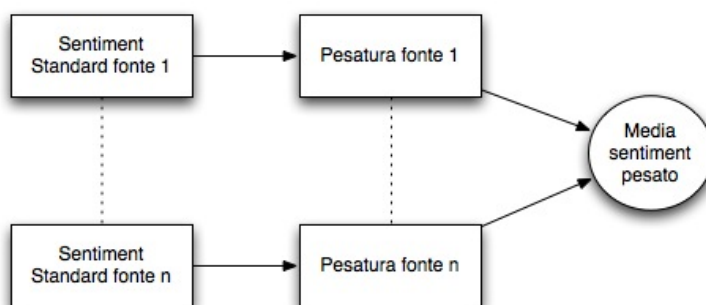 Sentiment
Standard fonte 1
Pesatura fonte 1
Media
sentiment
pesato
Sentiment
Standard fonte n
Pesatura fonte n